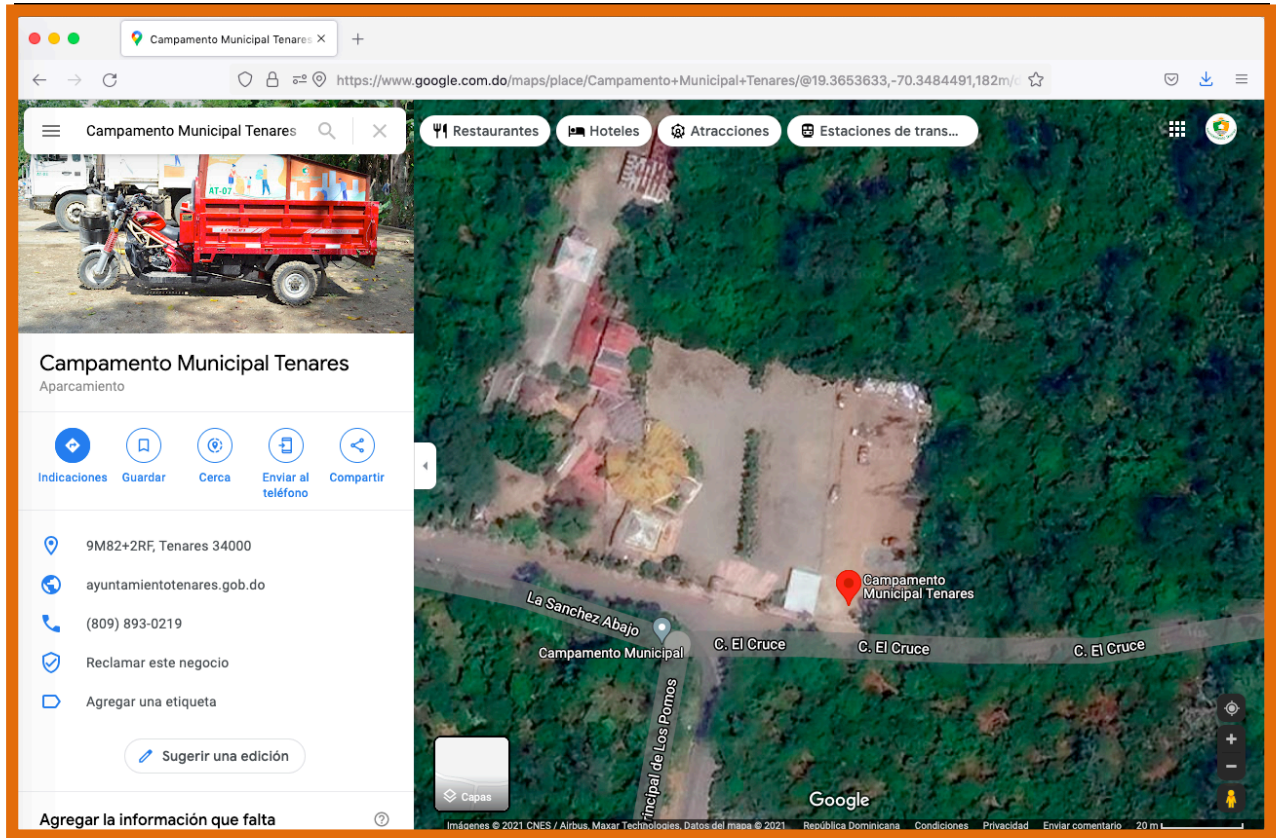 Campamento Municipal Tenares
https://www.google.com.do/maps/place/Campamento+Municipal+Tenares/@19.3653633,-70.3484491,182m/
Campamento Municipal Tenares
Restaurantes
Hoteles
Atracciones
Estaciones de trans...
AT-07
Campamento Municipal Tenares
Aparcamiento
Indicaciones
Guardar
Cerca
Enviar al
teléfono
Compartir
9M82+2RF, Tenares 34000
ayuntamientotenares.gob.do
(809) 893-0219
Reclamar este negocio
Agregar una etiqueta
Sugerir una edición
Agregar la información que falta
Campamento
Municipal Tenares
La Sanchez Abajo
Campamento Municipal
C. El Cruce
C. El Cruce
C. El Cruce
rincipal de Los Pomos
Capas
Google
Imágenes © 2021 CNES / Airbus, Maxar Technologies, Datos del mapa © 2021
República Dominicana
Condiciones
Privacidad
Enviar comentario
20 m